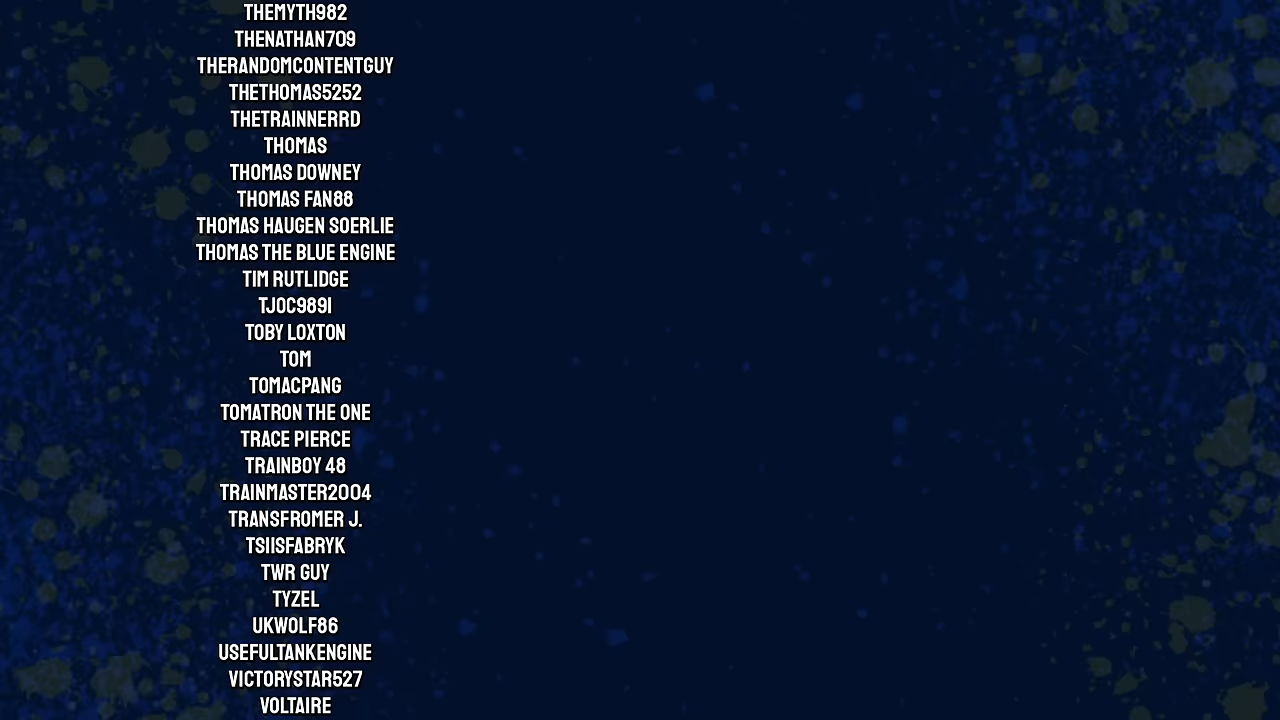 THEMYTH982
THENATHAN709
THERANDOMCONTENTGUY
THETHOMAS5252
THETRAINNERRD
THOMAS
THOMAS DOWNEY
THOMAS FAN88
THOMAS HAUGEN SOERLIE
THOMAS THE BLUE ENGINE
TIM RUTLIDGE
TJOC9891
TOBY LOXTON
TOM
TOMACPANG
TOMATRON THE ONE
TRACE PIERCE
TRAINBOY 48
TRAINMASTER2004
TRANSFROMER J.
TSIISFABRYK
TWR GUY
TYZEL
UKWOLF86
USEFULTANKENGINE
VICTORYSTAR527
VOLTAIRE